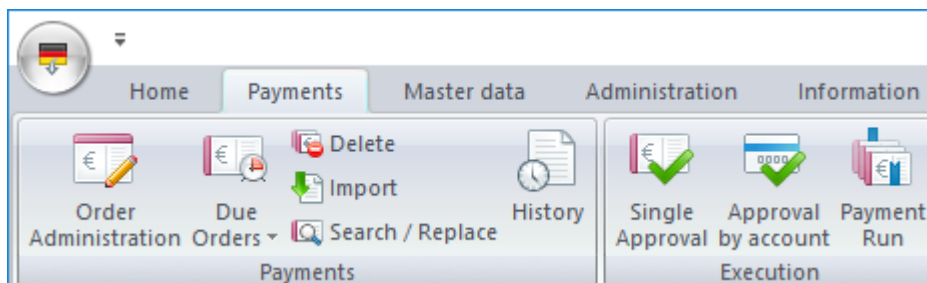 Home Payments Master data Administration Information
Delete
Import
Search / Replace
Order
Administration
Due
Orders
History
Payments
Single
Approval
Approval
by account
Payment
Run
Execution